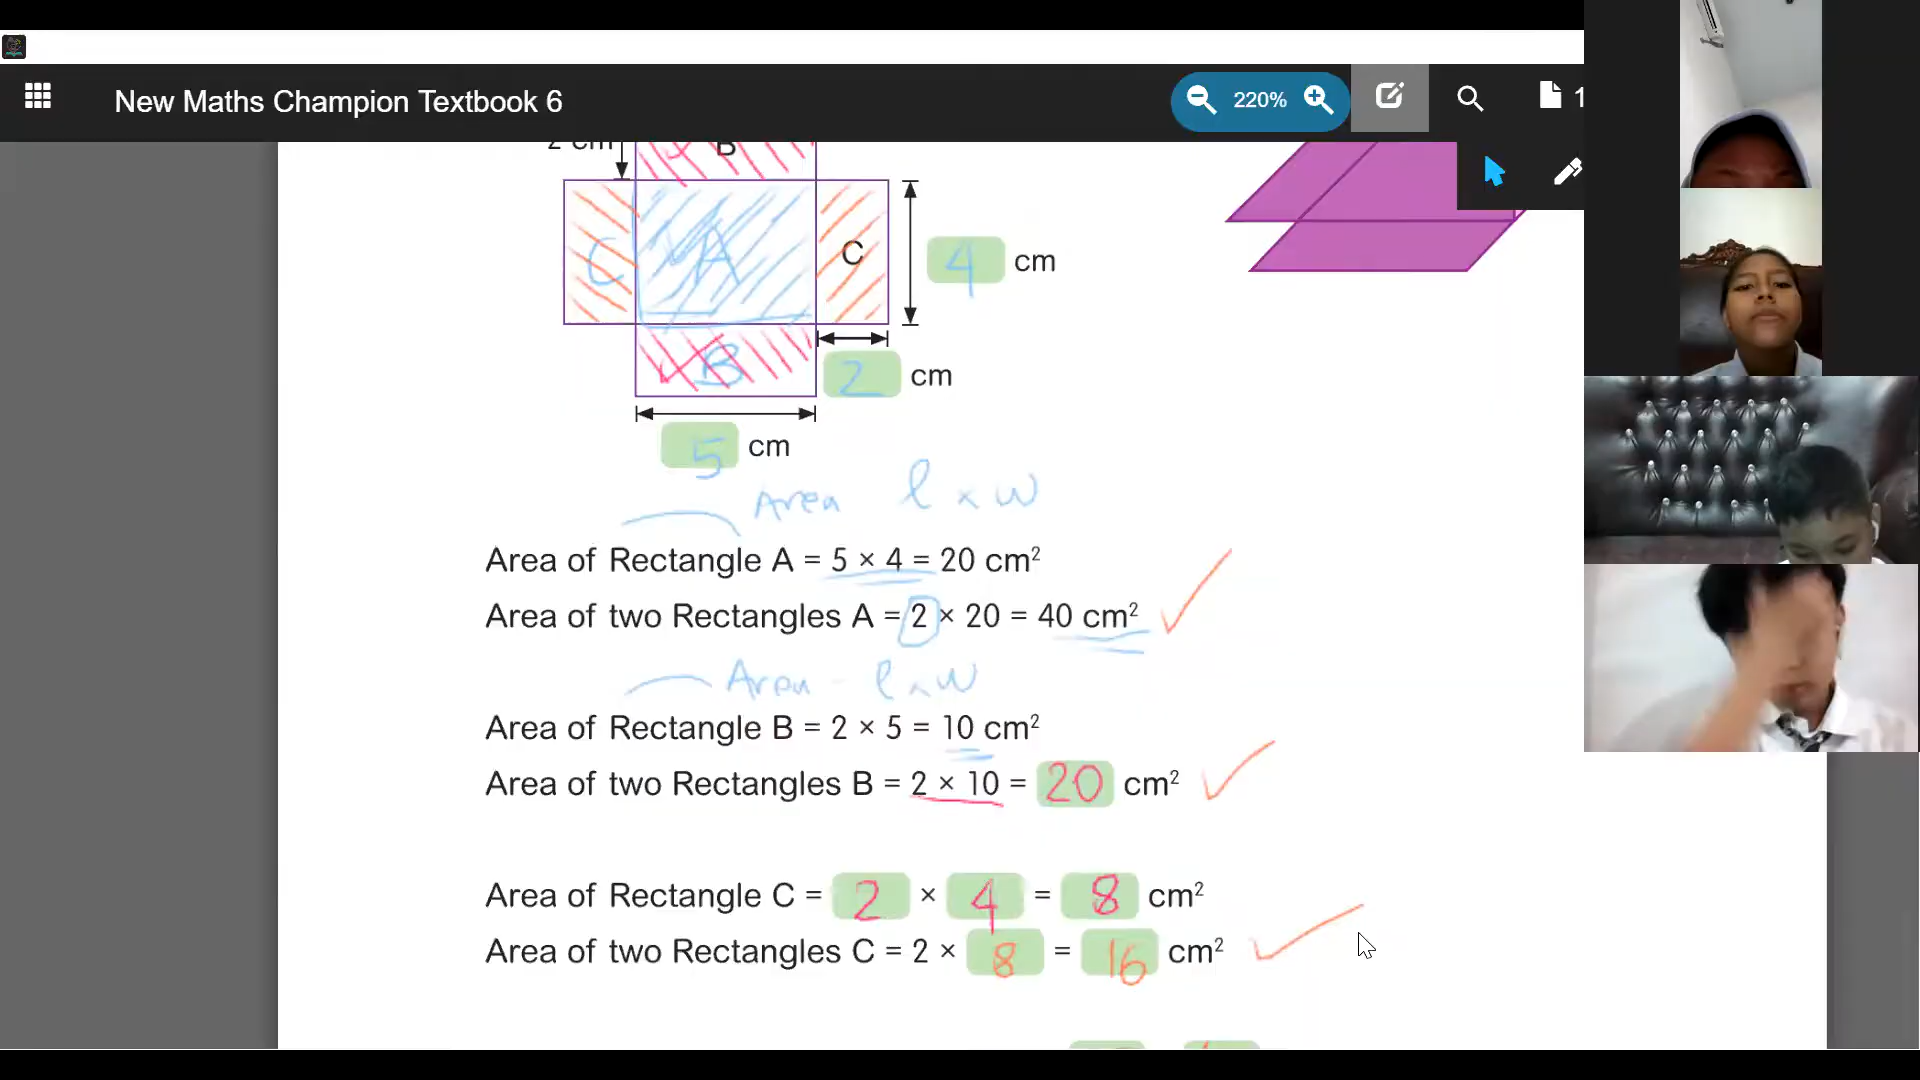 New Maths Champion Textbook 6
220%
1
2 cm
B
C
A
C
4 cm
B
2 cm
5 cm
Area l × w
Area of Rectangle A = 5 × 4 = 20 cm²
Area of two Rectangles A = 2 × 20 = 40 cm²
Area - l × w
Area of Rectangle B = 2 × 5 = 10 cm²
Area of two Rectangles B = 2 × 10 = 20 cm²
Area of Rectangle C = 2 × 4 = 8 cm²
Area of two Rectangles C = 2 × 8 = 16 cm²